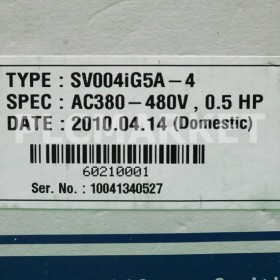 TYPE : SV004iG5A-4
SPEC : AC380-480V , 0.5 HP
DATE : 2010.04.14 (Domestic)
60210001
Ser. No. : 10041340527